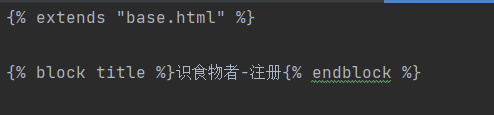 {% extends "base.html" %}
{% block title %}识食物者-注册{% endblock %}